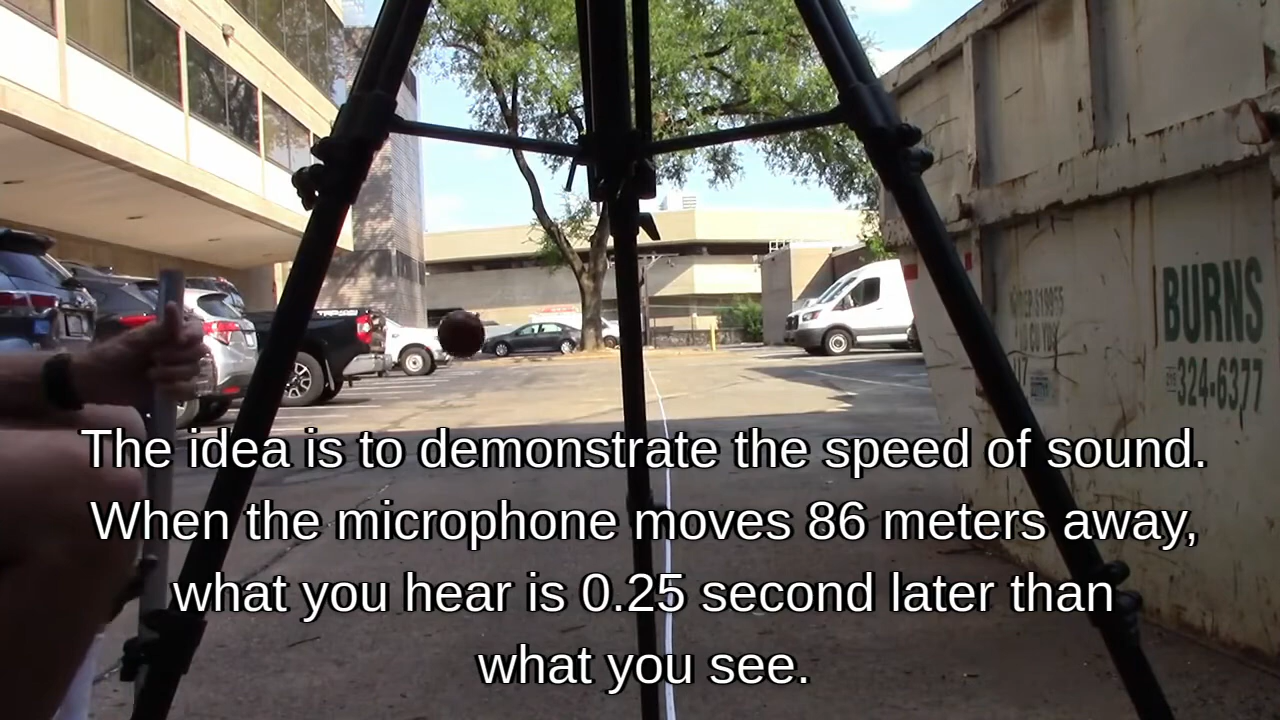 BURNS
324-6377
The idea is to demonstrate the speed of sound.
When the microphone moves 86 meters away,
what you hear is 0.25 second later than
what you see.